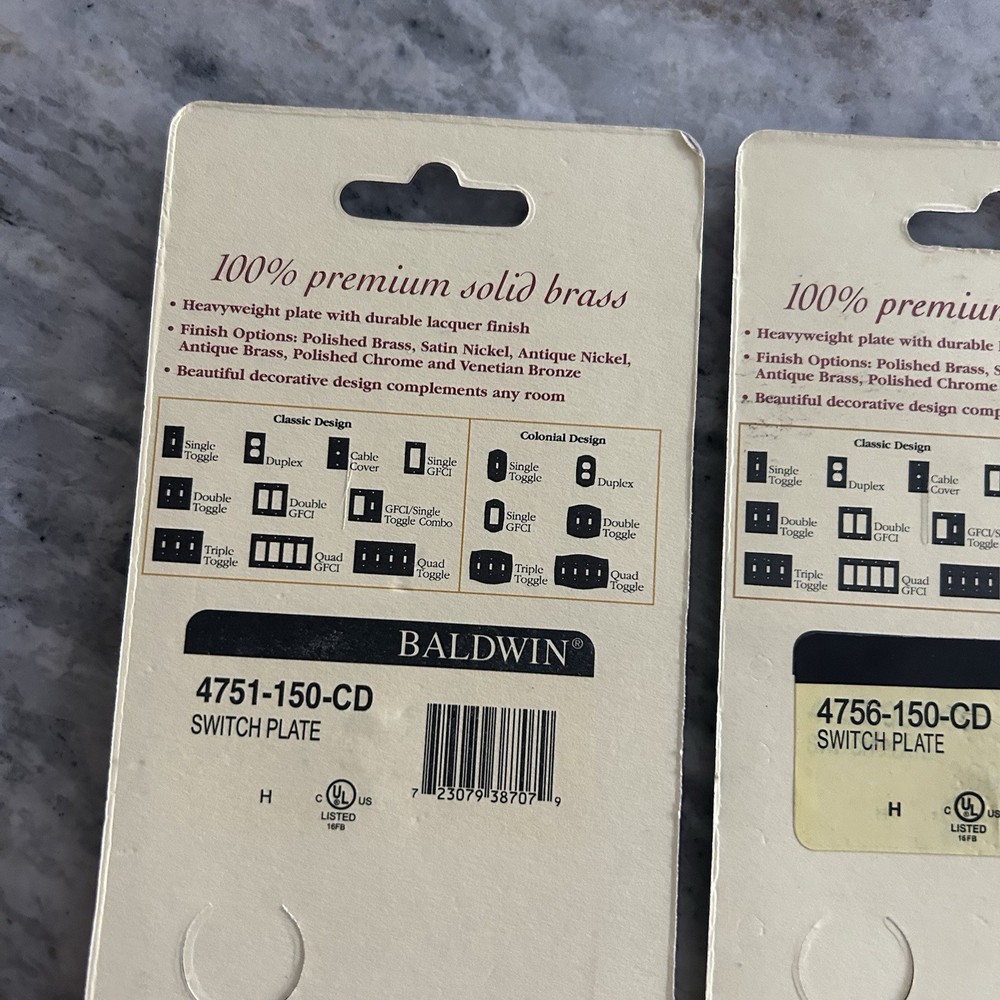 100% premium solid brass
• Heavyweight plate with durable lacquer finish
• Finish Options: Polished Brass, Satin Nickel, Antique Nickel,
Antique Brass, Polished Chrome and Venetian Bronze
• Beautiful decorative design complements any room
Classic Design
Single
Toggle
Duplex
Cable
Cover
Single
GFCI
Double
Toggle
Double
GFCI
GFCI/Single
Toggle Combo
Triple
Toggle
Quad
GFCI
Quad
Toggle
Colonial Design
Single
Toggle
Duplex
Single
GFCI
Double
Toggle
Triple
Toggle
Quad
Toggle
BALDWIN®
4751-150-CD
SWITCH PLATE
H
C UL US
LISTED
16FB
7 23079 38707 9
100% premium
• Heavyweight plate with durable
• Finish Options: Polished Brass, S
Antique Brass, Polished Chrome
• Beautiful decorative design comp
Classic Design
Single
Toggle
Duplex
Cable
Cover
Double
Toggle
Double
GFCI
GFCI/S
Toggle
Triple
Toggle
Quad
GFCI
4756-150-CD
SWITCH PLATE
H
C UL US
LISTED
16FB